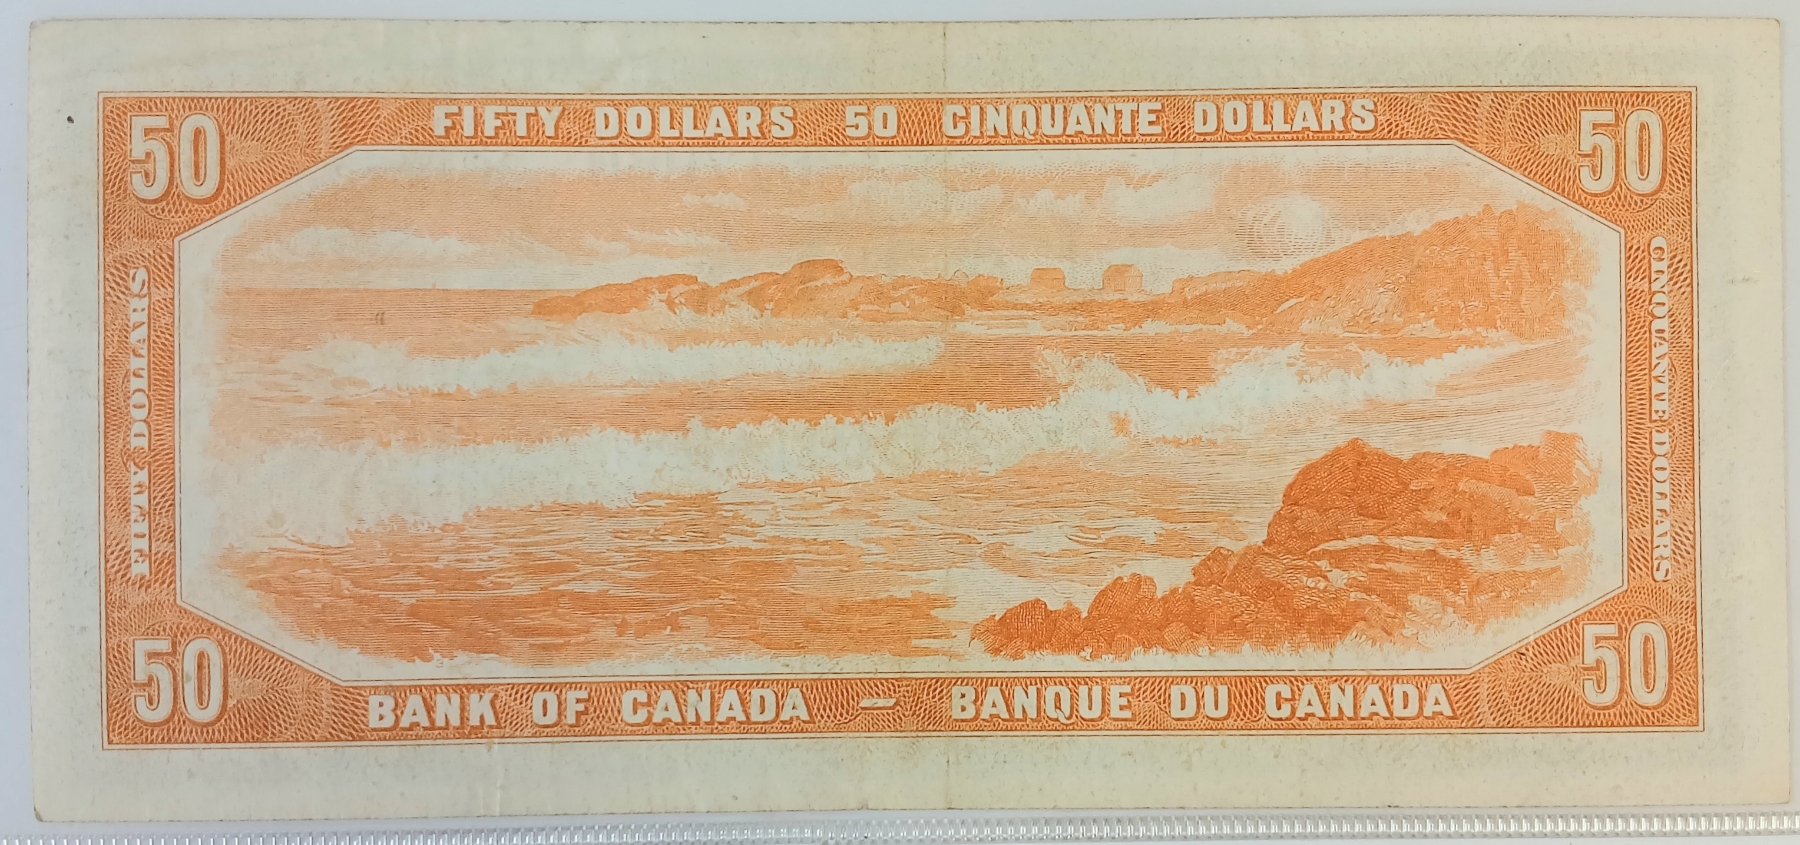 FIFTY DOLLARS 50 CINQUANTE DOLLARS
50
50
FIFTY DOLLARS
CINQUANTE DOLLARS
50
50
BANK OF CANADA — BANQUE DU CANADA